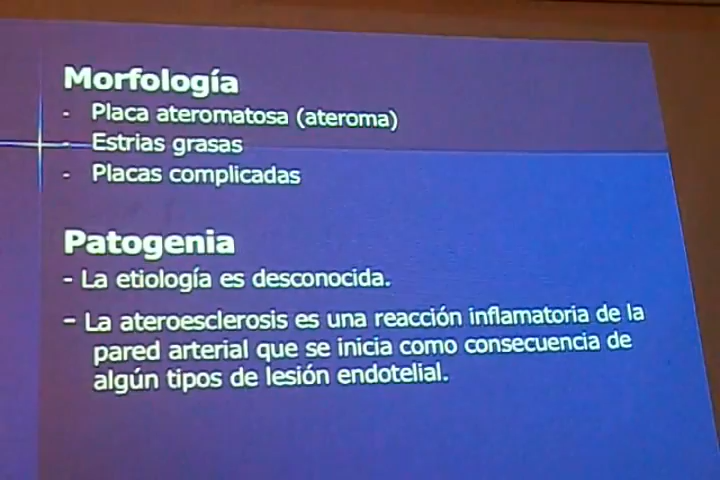 Morfología
- Placa ateromatosa (ateroma)
- Estrias grasas
- Placas complicadas
Patogenia
- La etiología es desconocida.
- La ateroesclerosis es una reacción inflamatoria de la
pared arterial que se inicia como consecuencia de
algún tipos de lesión endotelial.